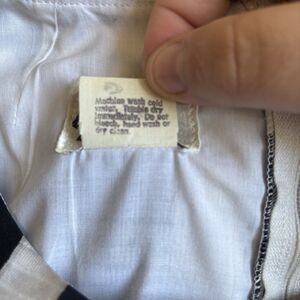 Machine wash cold
water. Tumble dry
immediately. Do not
bleach, hand wash or
dry clean.